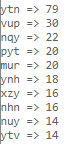 ytn => 79
vup => 30
nqy => 22
pyt => 20
mur => 20
ynh => 18
xzy => 16
nhn => 16
nuy => 14
ytv => 14